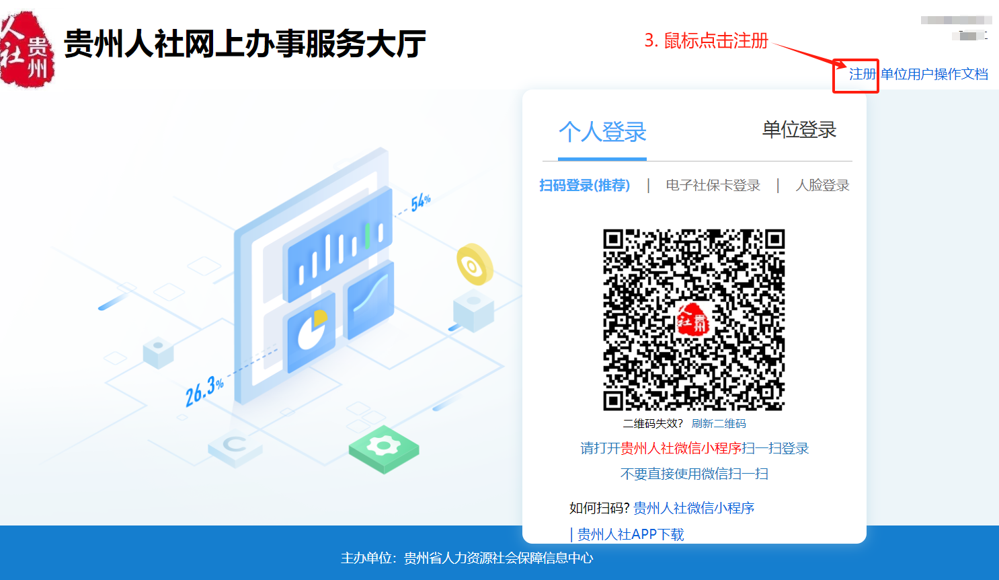 人社
贵州
贵州人社网上办事服务大厅
3. 鼠标点击注册
注册 单位用户操作文档
个人登录 单位登录
扫码登录(推荐) | 电子社保卡登录 | 人脸登录
54%
26.3%
C
人社 贵州
二维码失效? 刷新二维码
请打开贵州人社微信小程序扫一扫登录
不要直接使用微信扫一扫
如何扫码? 贵州人社微信小程序
| 贵州人社APP下载
主办单位：贵州省人力资源社会保障信息中心